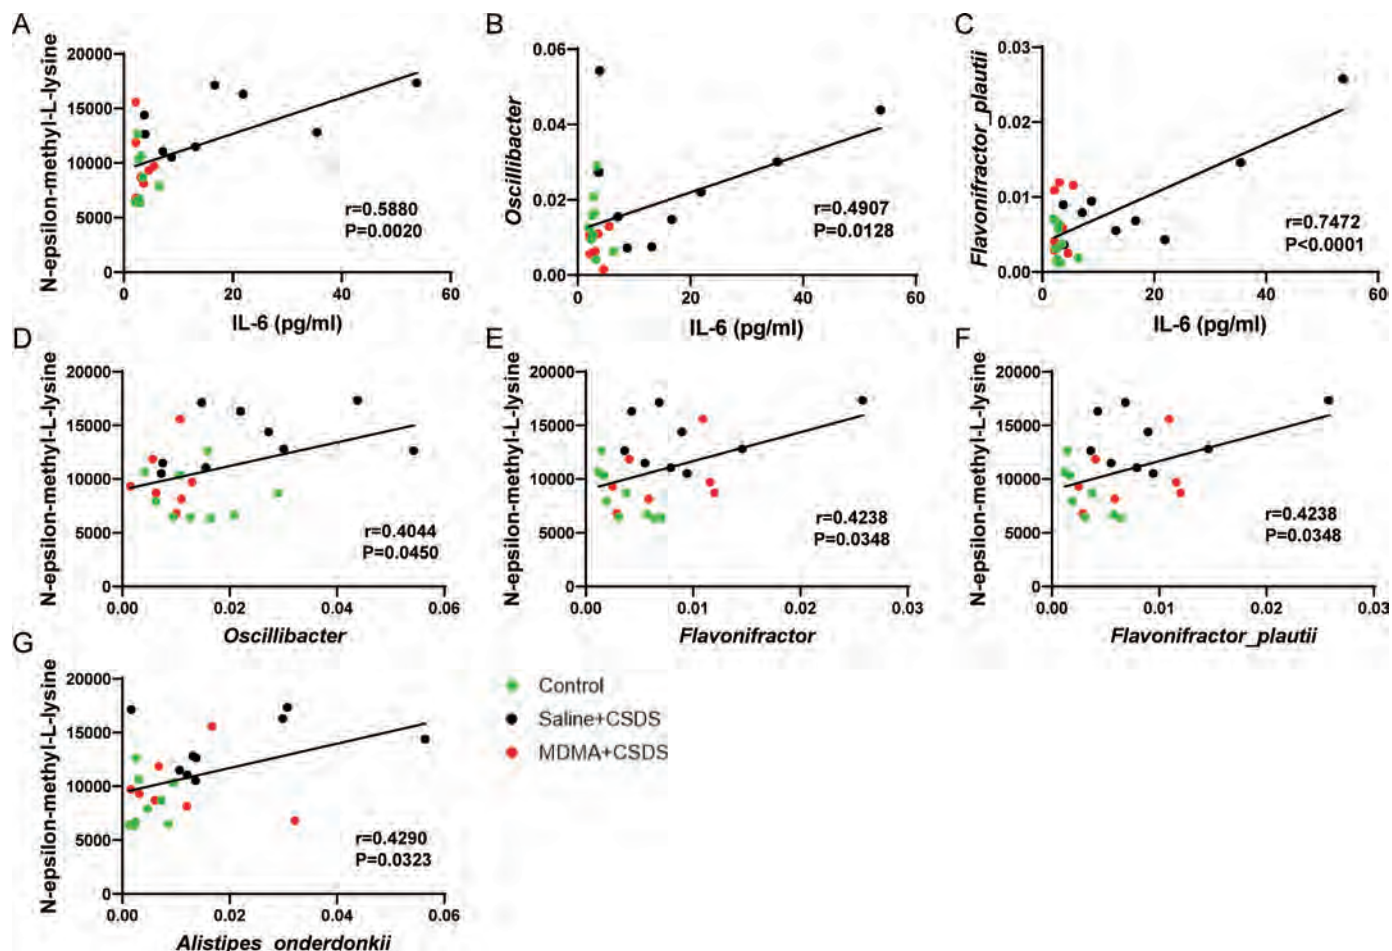 A
N-epsilon-methyl-L-lysine
20000
15000
10000
5000
0
0
20
40
60
r=0.5880
P=0.0020
IL-6 (pg/ml)
B
Oscillibacter
0.06
0.04
0.02
0.00
0
20
40
60
r=0.4907
P=0.0128
IL-6 (pg/ml)
C
Flavonifractor_plautii
0.03
0.02
0.01
0.00
0
20
40
60
r=0.7472
P<0.0001
IL-6 (pg/ml)
D
N-epsilon-methyl-L-lysine
20000
15000
10000
5000
0
0.00
0.02
0.04
0.06
r=0.4044
P=0.0450
Oscillibacter
E
N-epsilon-methyl-L-lysine
20000
15000
10000
5000
0
0.00
0.01
0.02
0.03
r=0.4238
P=0.0348
Flavonifractor
F
N-epsilon-methyl-L-lysine
20000
15000
10000
5000
0
0.00
0.01
0.02
0.03
r=0.4238
P=0.0348
Flavonifractor_plautii
G
N-epsilon-methyl-L-lysine
20000
15000
10000
5000
0
0.00
0.02
0.04
0.06
r=0.4290
P=0.0323
Alistipes_onderdonkii
Control
Saline+CSDS
MDMA+CSDS